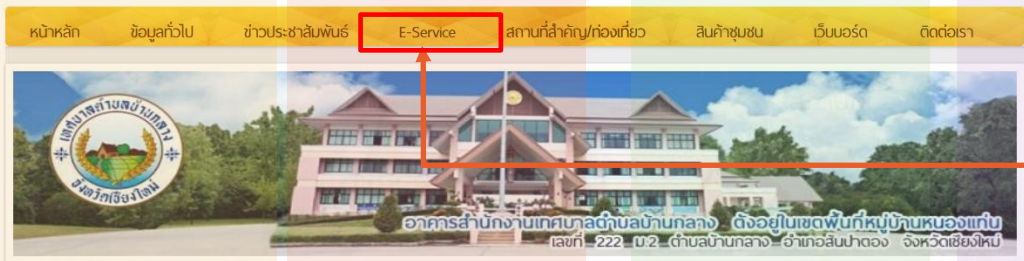 หน้าหลัก ข้อมูลทั่วไป ข่าวประชาสัมพันธ์ E-Service สถานที่สำคัญ/ท่องเที่ยว สินค้าชุมชน เว็บบอร์ด ติดต่อเรา
เทศบาลตำบลบ้านกลาง
จังหวัดเชียงใหม่
อาคารสำนักงานเทศบาลตำบลบ้านกลาง ตั้งอยู่ในเขตพื้นที่หมู่บ้านหนองแท่น
เลขที่ 222 ม.2 ตำบลบ้านกลาง อำเภอสันป่าตอง จังหวัดเชียงใหม่